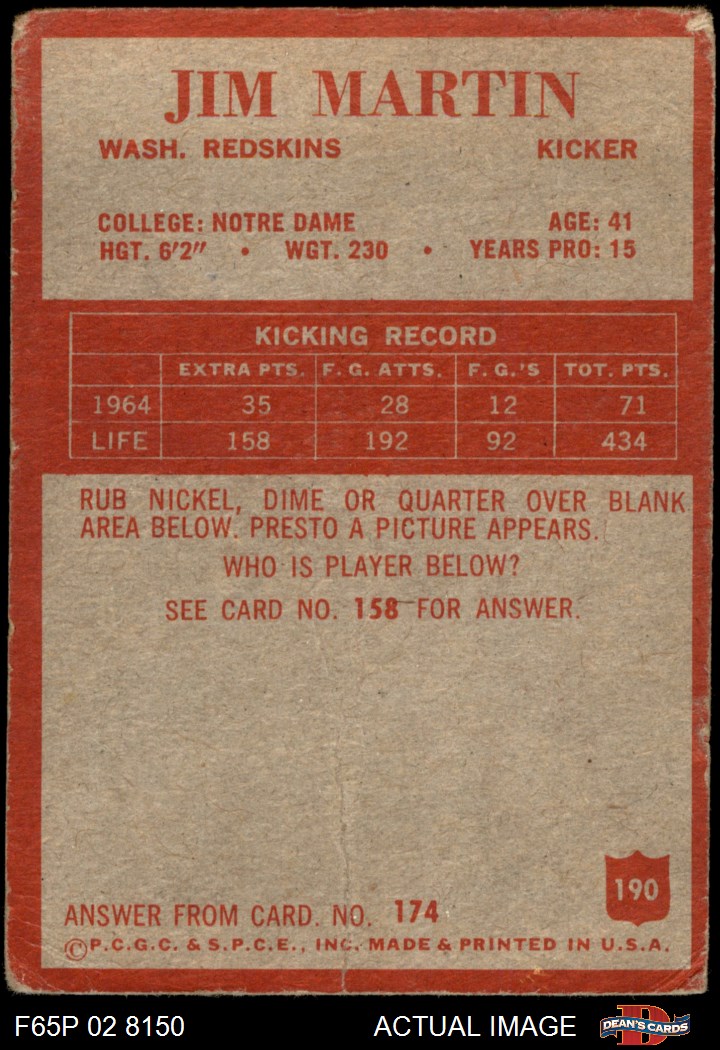 JIM MARTIN
WASH. REDSKINS KICKER
COLLEGE: NOTRE DAME AGE: 41
HGT. 6'2" • WGT. 230 • YEARS PRO: 15
KICKING RECORD
EXTRA PTS. F. G. ATTS. F. G.'S TOT. PTS.
1964 35 28 12 71
LIFE 158 192 92 434
RUB NICKEL, DIME OR QUARTER OVER BLANK
AREA BELOW. PRESTO A PICTURE APPEARS.
WHO IS PLAYER BELOW?
SEE CARD NO. 158 FOR ANSWER.
190
ANSWER FROM CARD. NO. 174
©P.C.G.C. & S.P.C.E., INC. MADE & PRINTED IN U.S.A.
F65P 02 8150 ACTUAL IMAGE D DEAN'S CARDS